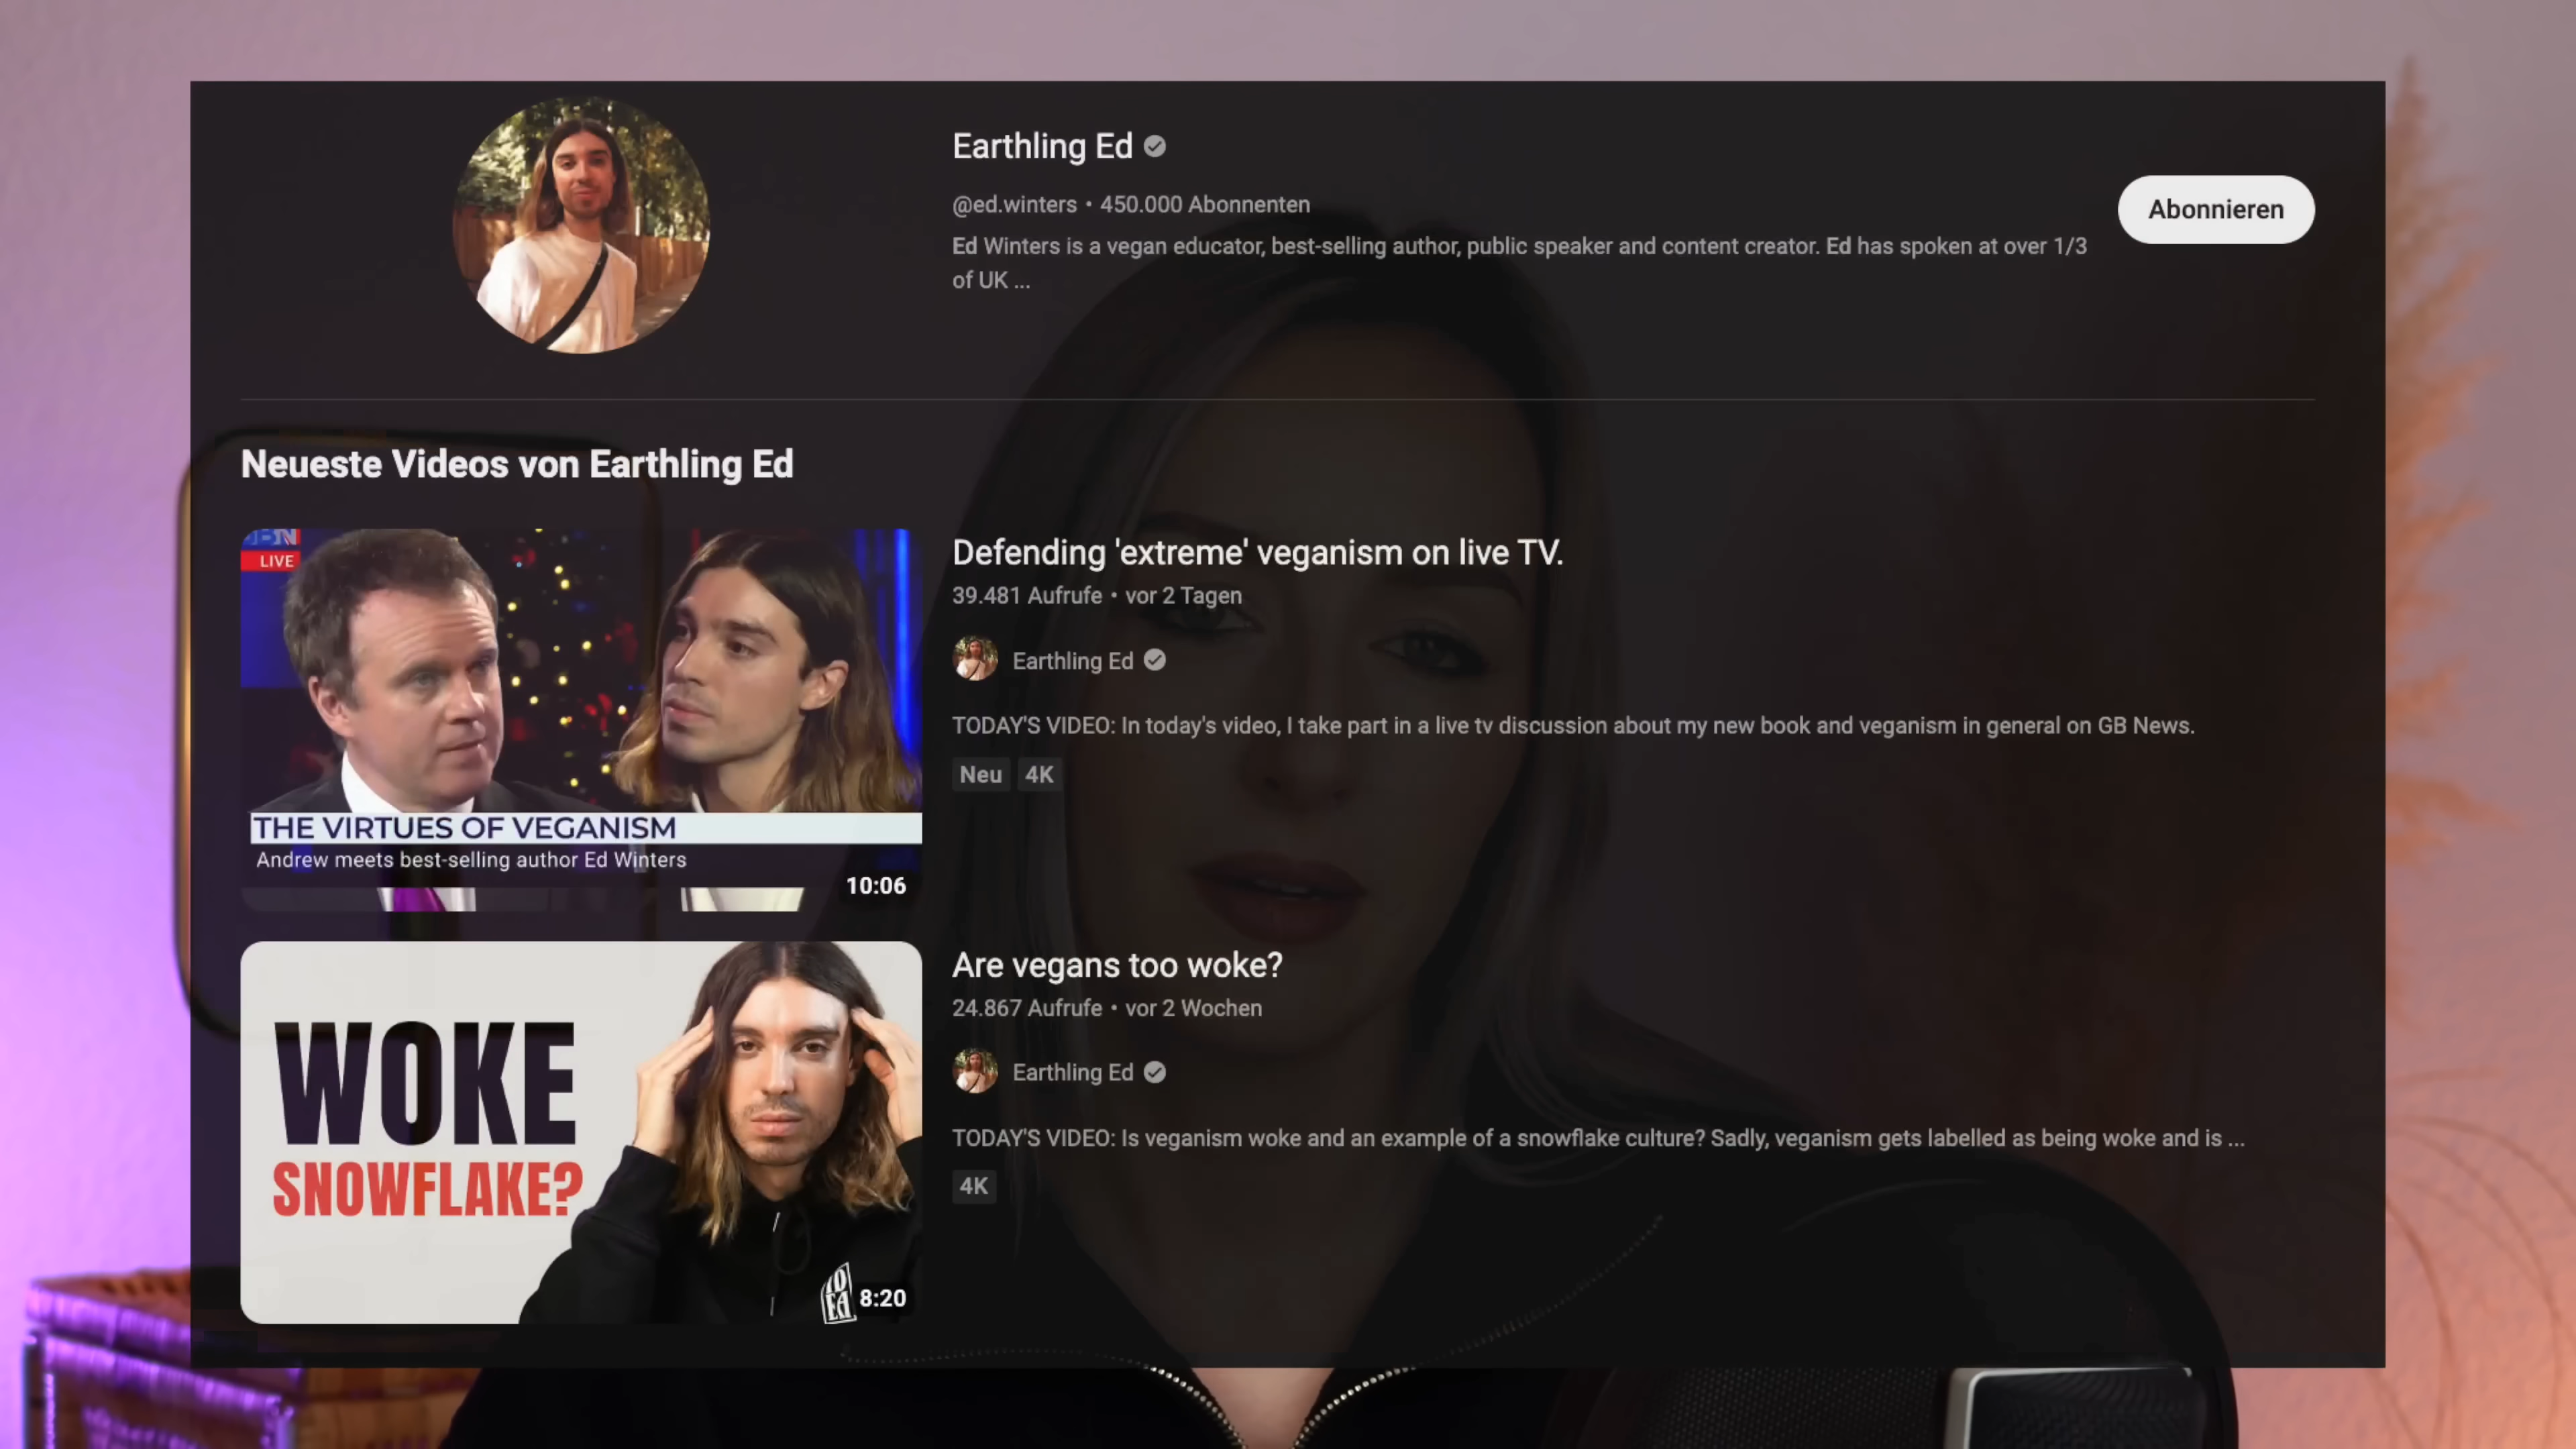 Earthling Ed
@ed.winters • 450.000 Abonnenten
Ed Winters is a vegan educator, best-selling author, public speaker and content creator. Ed has spoken at over 1/3
of UK ...
Abonnieren
Neueste Videos von Earthling Ed
LIVE
THE VIRTUES OF VEGANISM
Andrew meets best-selling author Ed Winters
10:06
Defending 'extreme' veganism on live TV.
39.481 Aufrufe • vor 2 Tagen
Earthling Ed
TODAY'S VIDEO: In today's video, I take part in a live tv discussion about my new book and veganism in general on GB News.
Neu 4K
WOKE
SNOWFLAKE?
8:20
Are vegans too woke?
24.867 Aufrufe • vor 2 Wochen
Earthling Ed
TODAY'S VIDEO: Is veganism woke and an example of a snowflake culture? Sadly, veganism gets labelled as being woke and is ...
4K